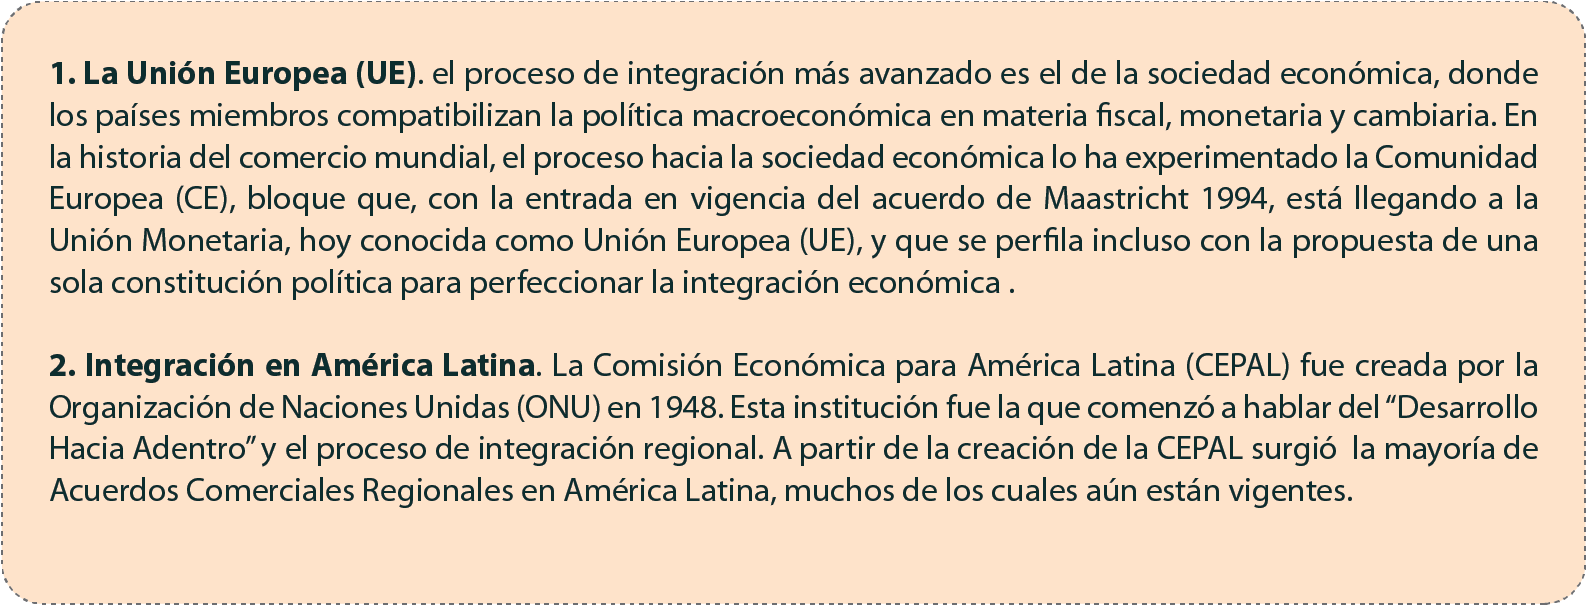 1. La Unión Europea (UE). el proceso de integración más avanzado es el de la sociedad económica, donde
los países miembros compatibilizan la política macroeconómica en materia fiscal, monetaria y cambiaria. En
la historia del comercio mundial, el proceso hacia la sociedad económica lo ha experimentado la Comunidad
Europea (CE), bloque que, con la entrada en vigencia del acuerdo de Maastricht 1994, está llegando a la
Unión Monetaria, hoy conocida como Unión Europea (UE), y que se perfila incluso con la propuesta de una
sola constitución política para perfeccionar la integración económica .
2. Integración en América Latina. La Comisión Económica para América Latina (CEPAL) fue creada por la
Organización de Naciones Unidas (ONU) en 1948. Esta institución fue la que comenzó a hablar del “Desarrollo
Hacia Adentro” y el proceso de integración regional. A partir de la creación de la CEPAL surgió  la mayoría de
Acuerdos Comerciales Regionales en América Latina, muchos de los cuales aún están vigentes.